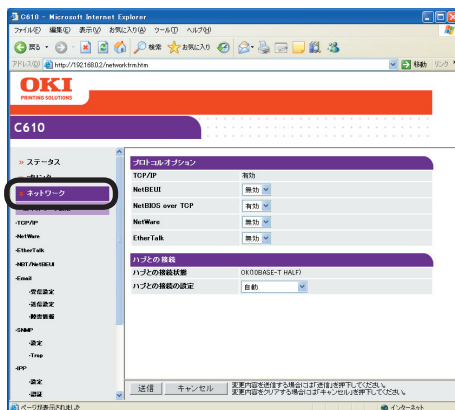 C610 - Microsoft Internet Explorer
ファイル(F) 編集(E) 表示(V) お気に入り(A) ツール(T) ヘルプ(H)
戻る 検索 お気に入り
アドレス(D) http://192.168.0.2/networkfrm.htm 移動 リンク
OKI
PRINTING SOLUTIONS
C610
ステータス
ネットワーク
-TCP/IP
-NetWare
-EtherTalk
-NBT/NetBEUI
-Email
-受信設定
-送信設定
-障害情報
-SNMP
-設定
-Trap
-IPP
-設定
-認証
プロトコルオプション
TCP/IP 有効
NetBEUI 無効
NetBIOS over TCP 有効
NetWare 無効
EtherTalk 無効
ハブとの接続
ハブとの接続状態 OK(100BASE-T HALF)
ハブとの接続の設定 自動
送信 キャンセル
変更内容を送信する場合には「送信」を押下してください。
変更内容をクリアする場合には「キャンセル」を押下してください。
ページが表示されました
インターネット